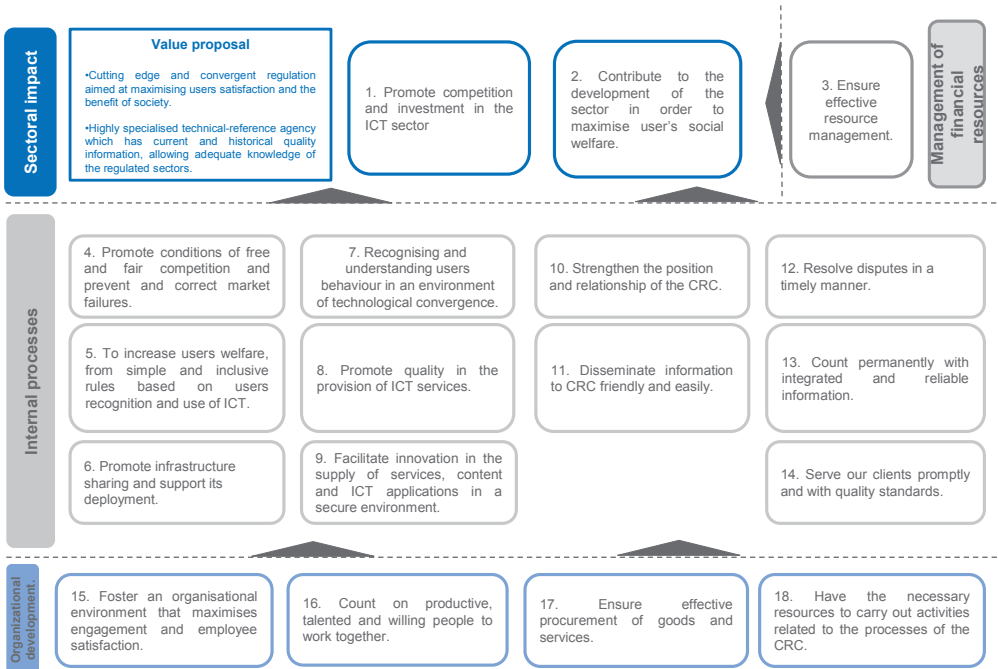 Sectoral impact
Value proposal
•Cutting edge and convergent regulation
aimed at maximising users satisfaction and the
benefit of society.
•Highly specialised technical-reference agency
which has current and historical quality
information, allowing adequate knowledge of
the regulated sectors.
1. Promote competition
and investment in the
ICT sector
2. Contribute to the
development of the
sector in order to
maximise user's social
welfare.
3. Ensure
effective
resource
management.
Management of
financial
resources
Internal processes
4. Promote conditions of free
and fair competition and
prevent and correct market
failures.
5. To increase users welfare,
from simple and inclusive
rules based on users
recognition and use of ICT.
6. Promote infrastructure
sharing and support its
deployment.
7. Recognising and
understanding users
behaviour in an environment
of technological convergence.
8. Promote quality in the
provision of ICT services.
9. Facilitate innovation in the
supply of services, content
and ICT applications in a
secure environment.
10. Strengthen the position
and relationship of the CRC.
11. Disseminate information
to CRC friendly and easily.
12. Resolve disputes in a
timely manner.
13. Count permanently with
integrated and reliable
information.
14. Serve our clients promptly
and with quality standards.
Organizational
development.
15. Foster an organisational
environment that maximises
engagement and employee
satisfaction.
16. Count on productive,
talented and willing people to
work together.
17. Ensure effective
procurement of goods and
services.
18. Have the necessary
resources to carry out activities
related to the processes of the
CRC.